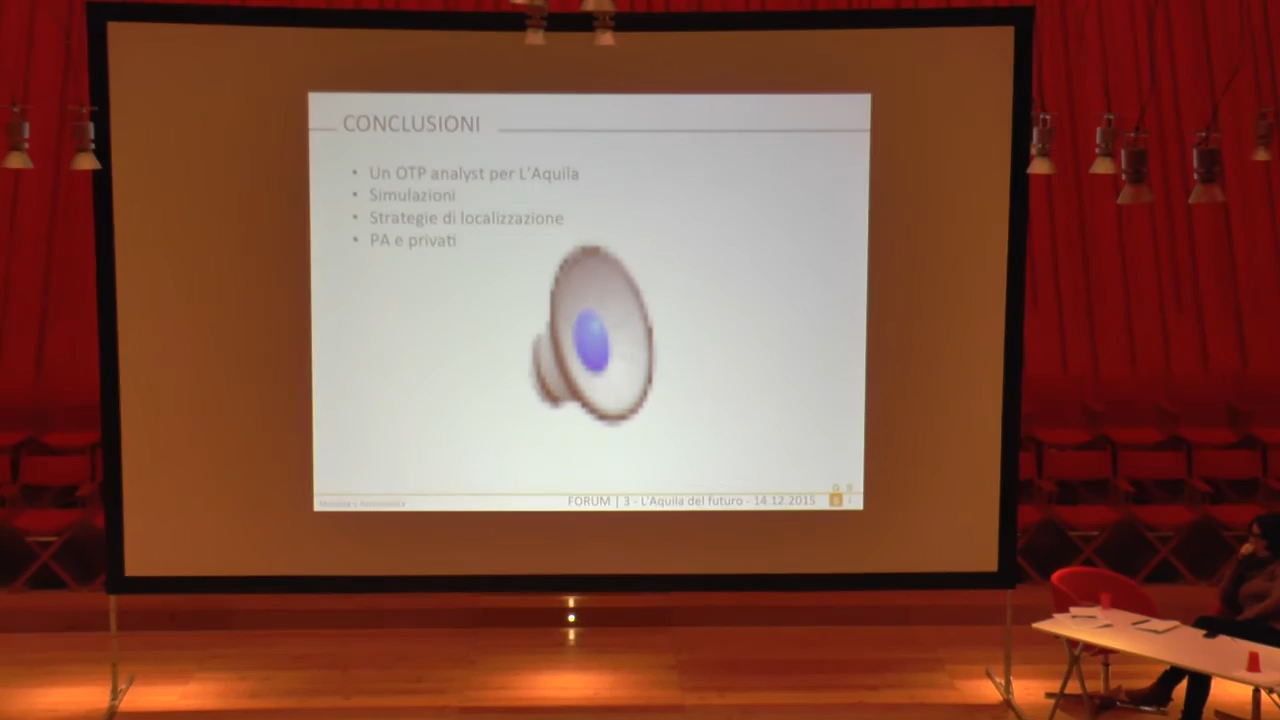 CONCLUSIONI
• Un OTP analyst per L'Aquila
• Simulazioni
• Strategie di localizzazione
• PA e privati
FORUM | 3 - L'Aquila del futuro - 14.12.2015